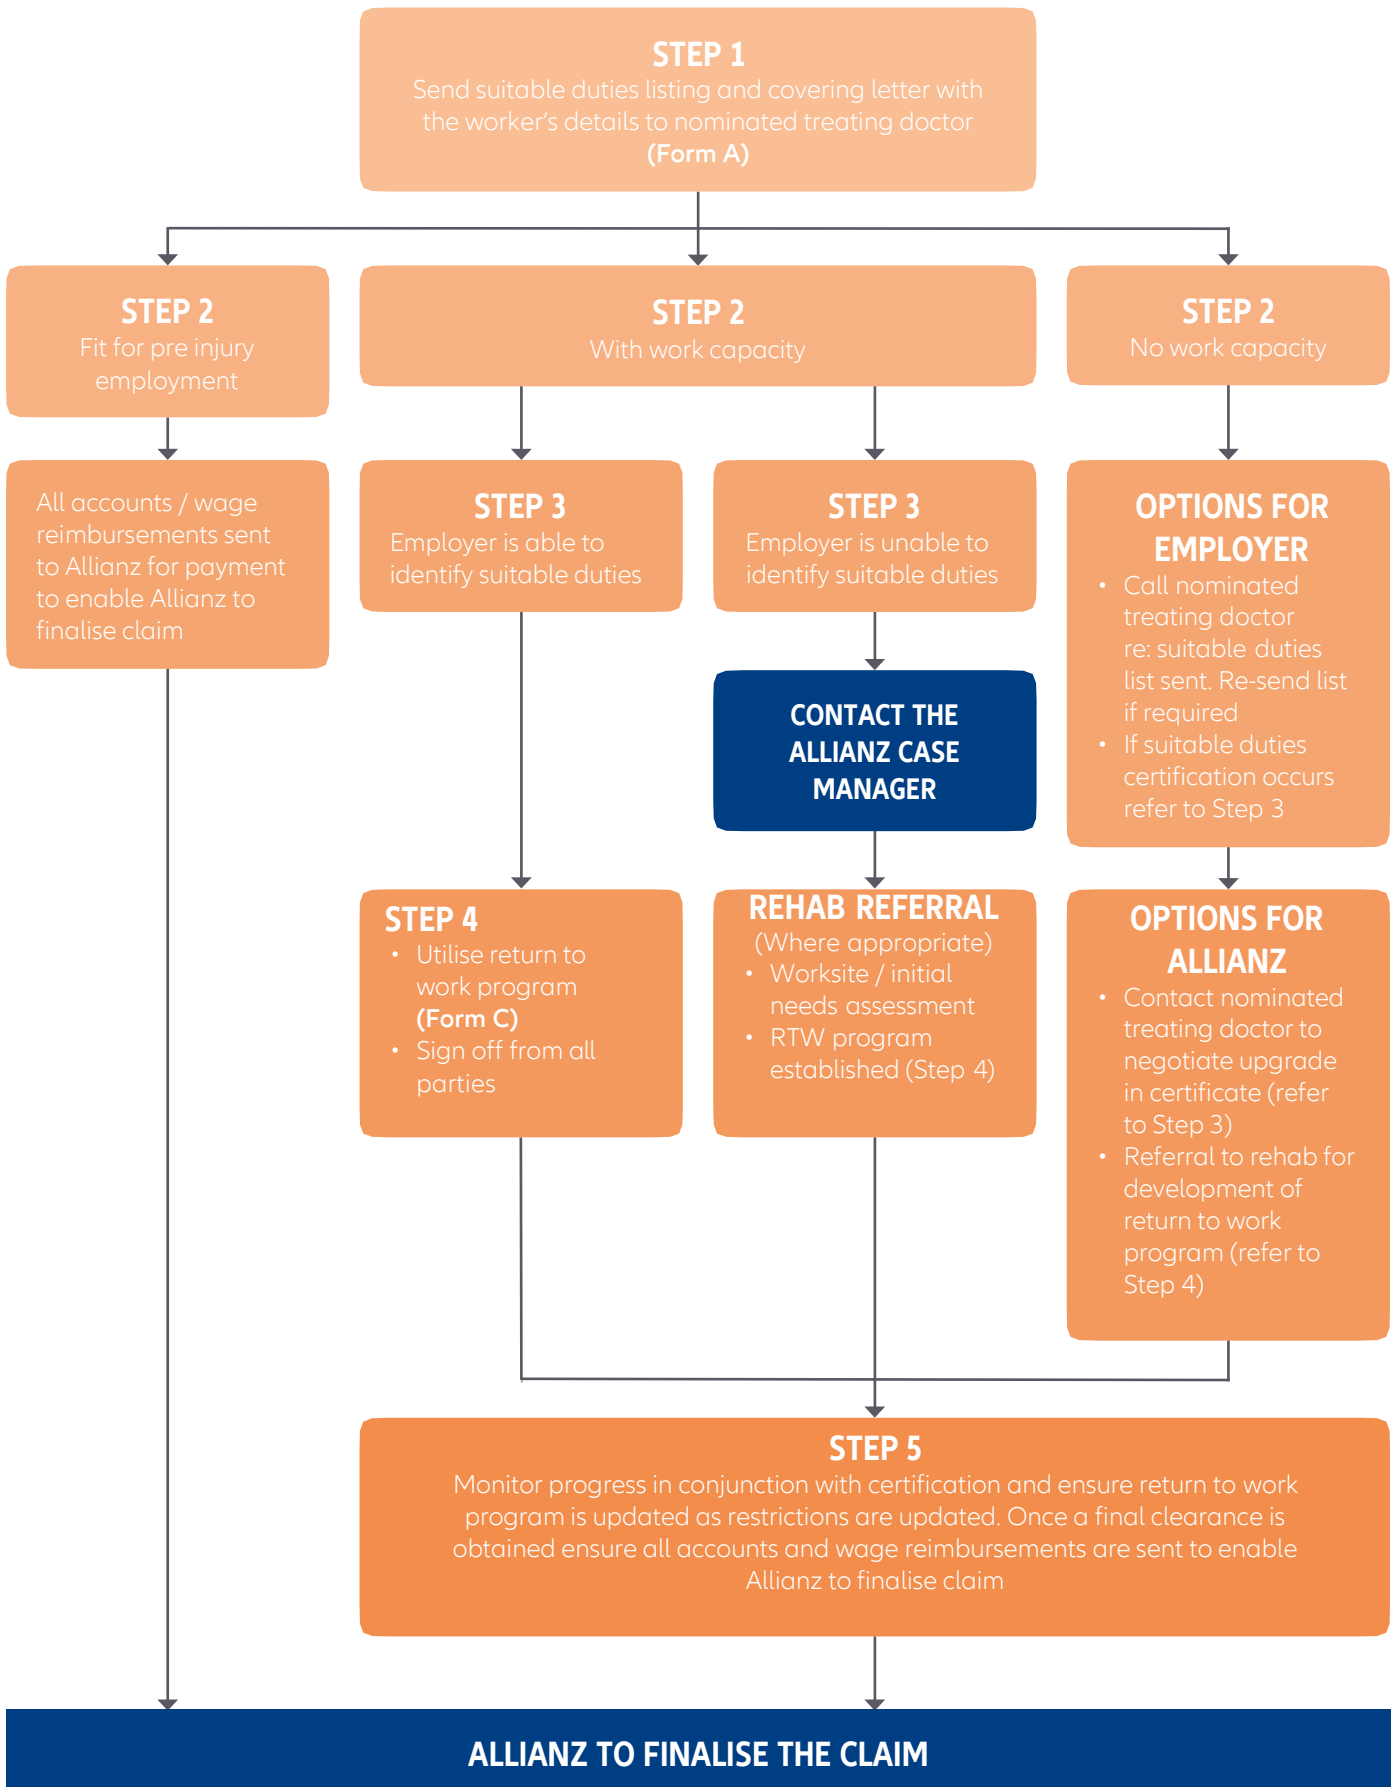 STEP 1
Send suitable duties listing and covering letter with
the worker's details to nominated treating doctor
(Form A)
STEP 2
Fit for pre injury
employment
STEP 2
With work capacity
STEP 2
No work capacity
All accounts / wage
reimbursements sent
to Allianz for payment
to enable Allianz to
finalise claim
STEP 3
Employer is able to
identify suitable duties
STEP 3
Employer is unable to
identify suitable duties
OPTIONS FOR
EMPLOYER
• Call nominated
treating doctor
re: suitable duties
list sent. Re-send list
if required
• If suitable duties
certification occurs
refer to Step 3
CONTACT THE
ALLIANZ CASE
MANAGER
STEP 4
• Utilise return to
work program
(Form C)
• Sign off from all
parties
REHAB REFERRAL
(Where appropriate)
• Worksite / initial
needs assessment
• RTW program
established (Step 4)
OPTIONS FOR
ALLIANZ
• Contact nominated
treating doctor to
negotiate upgrade
in certificate (refer
to Step 3)
• Referral to rehab for
development of
return to work
program (refer to
Step 4)
STEP 5
Monitor progress in conjunction with certification and ensure return to work
program is updated as restrictions are updated. Once a final clearance is
obtained ensure all accounts and wage reimbursements are sent to enable
Allianz to finalise claim
ALLIANZ TO FINALISE THE CLAIM